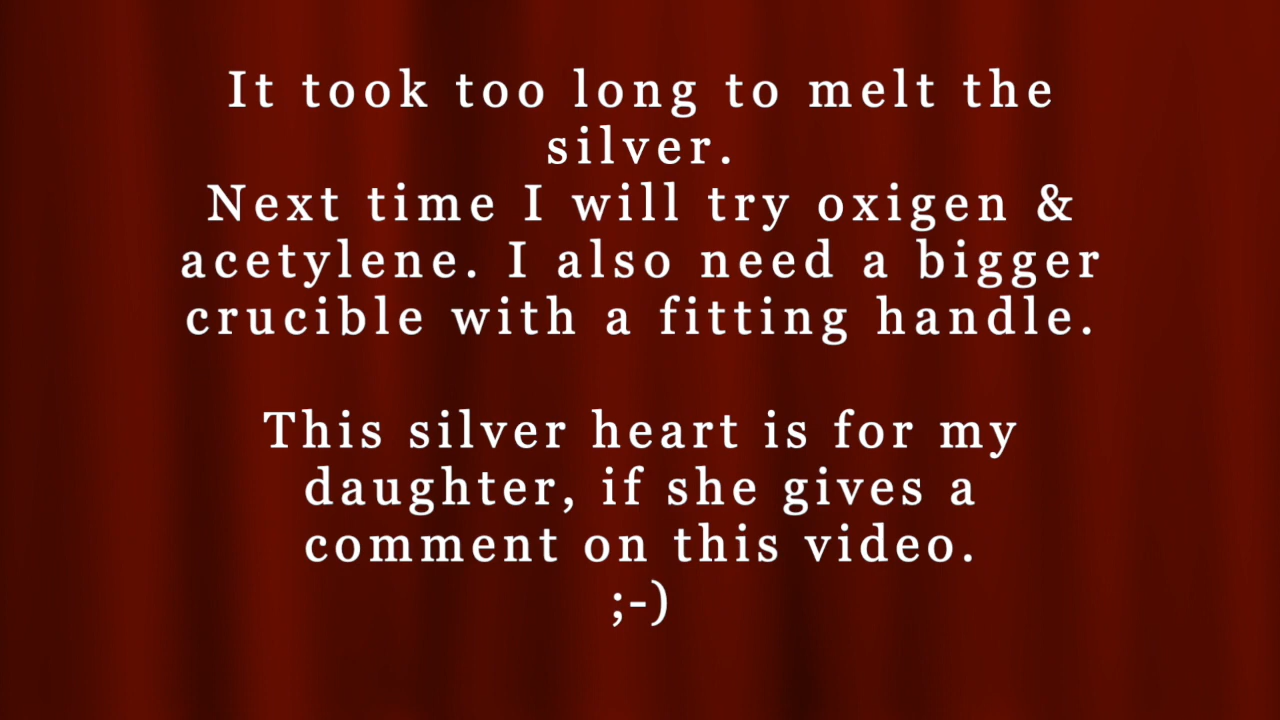 It took too long to melt the
silver.
Next time I will try oxigen &
acetylene. I also need a bigger
crucible with a fitting handle.
This silver heart is for my
daughter, if she gives a
comment on this video.
;-)